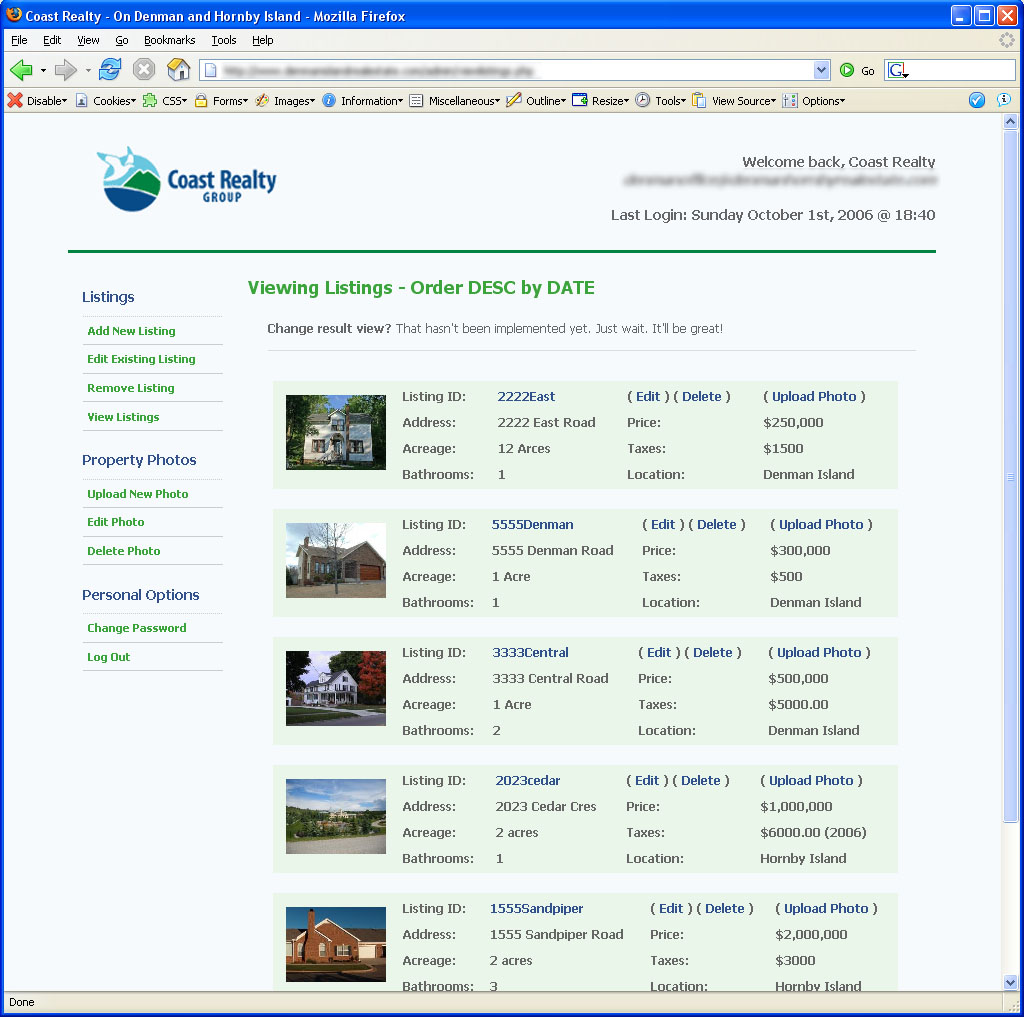 Coast Realty - On Denman and Hornby Island - Mozilla Firefox
File Edit View Go Bookmarks Tools Help
Go G
Disable Cookies CSS Forms Images Information Miscellaneous Outline Resize Tools View Source Options
Coast Realty
GROUP
Welcome back, Coast Realty
Last Login: Sunday October 1st, 2006 @ 18:40
Listings
Add New Listing
Edit Existing Listing
Remove Listing
View Listings
Property Photos
Upload New Photo
Edit Photo
Delete Photo
Personal Options
Change Password
Log Out
Viewing Listings - Order DESC by DATE
Change result view? That hasn't been implemented yet. Just wait. It'll be great!
Listing ID: 2222East ( Edit ) ( Delete ) ( Upload Photo )
Address: 2222 East Road Price: $250,000
Acreage: 12 Arces Taxes: $1500
Bathrooms: 1 Location: Denman Island
Listing ID: 5555Denman ( Edit ) ( Delete ) ( Upload Photo )
Address: 5555 Denman Road Price: $300,000
Acreage: 1 Acre Taxes: $500
Bathrooms: 1 Location: Denman Island
Listing ID: 3333Central ( Edit ) ( Delete ) ( Upload Photo )
Address: 3333 Central Road Price: $500,000
Acreage: 1 Acre Taxes: $5000.00
Bathrooms: 2 Location: Denman Island
Listing ID: 2023cedar ( Edit ) ( Delete ) ( Upload Photo )
Address: 2023 Cedar Cres Price: $1,000,000
Acreage: 2 acres Taxes: $6000.00 (2006)
Bathrooms: 1 Location: Hornby Island
Listing ID: 1555Sandpiper ( Edit ) ( Delete ) ( Upload Photo )
Address: 1555 Sandpiper Road Price: $2,000,000
Acreage: 2 acres Taxes: $3000
Bathrooms: 3 Location: Hornby Island
Done